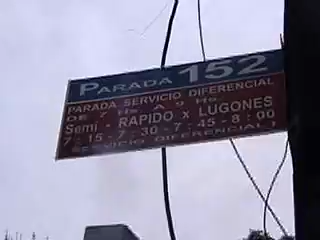 PARADA 152
PARADA SERVICIO DIFERENCIAL
DE 7 Hs. A 9 Hs.
Semi - RAPIDO x LUGONES
7:15 - 7:30 - 7:45 - 8:00
SERVICIO DIFERENCIAL!